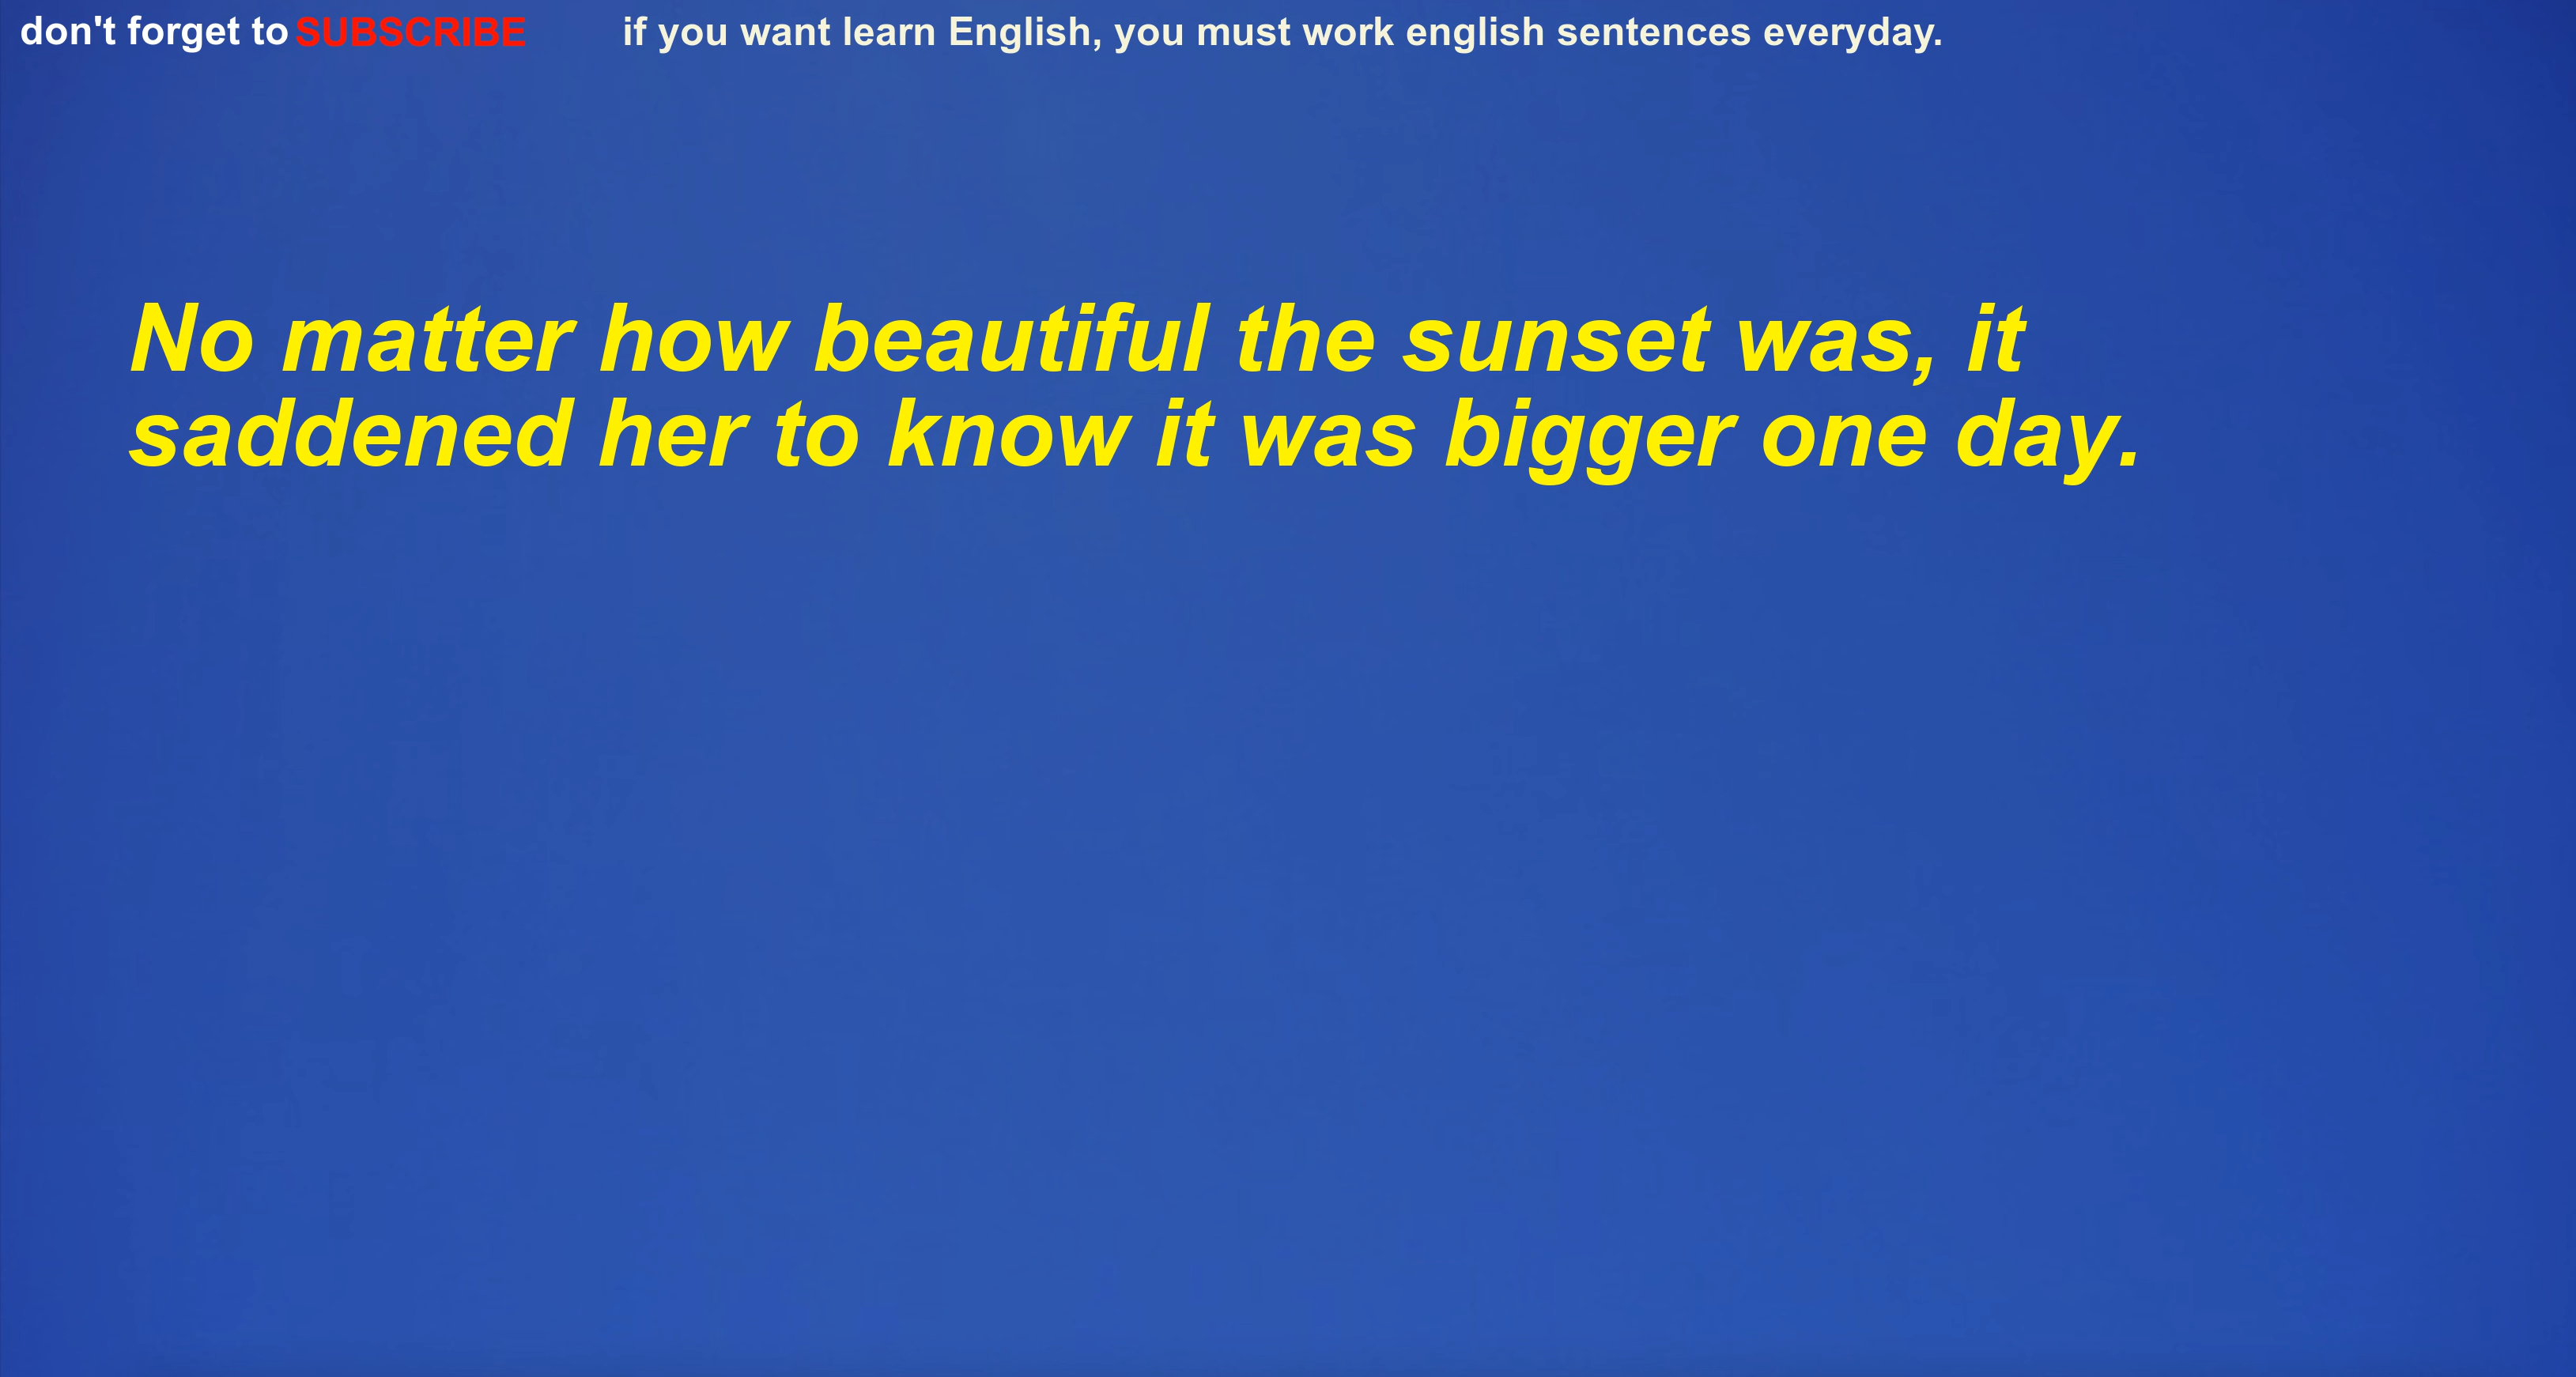 don't forget to SUBSCRIBE if you want learn English, you must work english sentences everyday.
No matter how beautiful the sunset was, it
saddened her to know it was bigger one day.